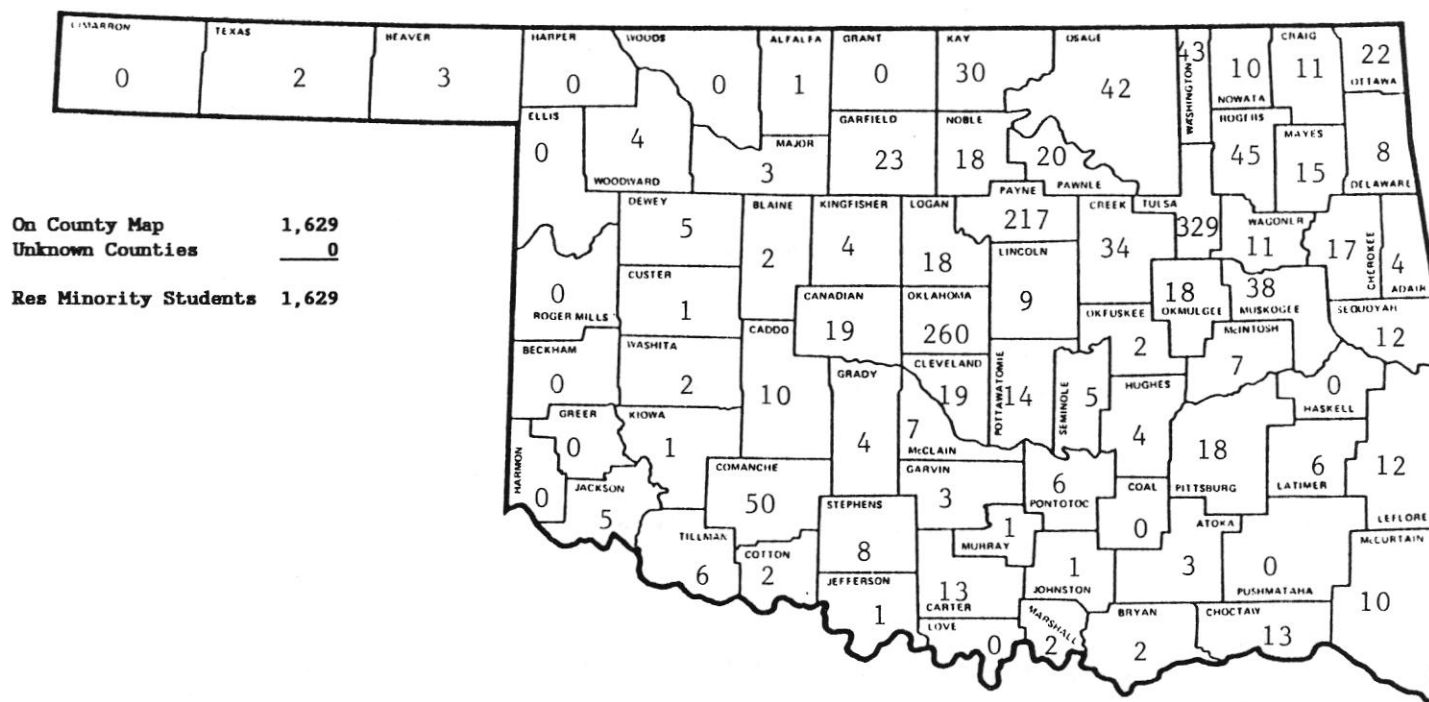 CIMARRON
0
TEXAS
2
BEAVER
3
HARPER
0
WOODS
0
ALFALFA
1
GRANT
0
KAY
30
OSAGE
42
WASHINGTON
43
10
NOWATA
CRAIG
11
22
OTTAWA
ELLIS
0
4
WOODWARD
MAJOR
3
GARFIELD
23
NOBLE
18
20
PAWNEE
ROGERS
45
MAYES
15
8
DELAWARE
On County Map 1,629
Unknown Counties 0
Res Minority Students 1,629
DEWEY
5
BLAINE
2
KINGFISHER
4
LOGAN
18
PAYNE
217
CREEK
34
TULSA
329
WAGONER
11
17
CHEROKEE
4
ADAIR
0
ROGER MILLS
CUSTER
1
CANADIAN
19
OKLAHOMA
260
LINCOLN
9
OKFUSKEE
2
18
OKMULGEE
38
MUSKOGEE
SEQUOYAH
12
BECKHAM
0
WASHITA
2
CADDO
10
GRADY
4
CLEVELAND
19
POTTAWATOMIE
14
SEMINOLE
5
HUGHES
4
McINTOSH
7
0
HASKELL
GREER
0
KIOWA
1
7
McCLAIN
18
PITTSBURG
6
LATIMER
12
LEFLORE
HARMON
0
JACKSON
5
COMANCHE
50
STEPHENS
8
GARVIN
3
6
PONTOTOC
COAL
0
ATOKA
3
0
PUSHMATAHA
McCURTAIN
10
TILLMAN
6
COTTON
2
JEFFERSON
1
1
MURRAY
13
CARTER
1
JOHNSTON
LOVE
0
MARSHALL
2
BRYAN
2
CHOCTAW
13